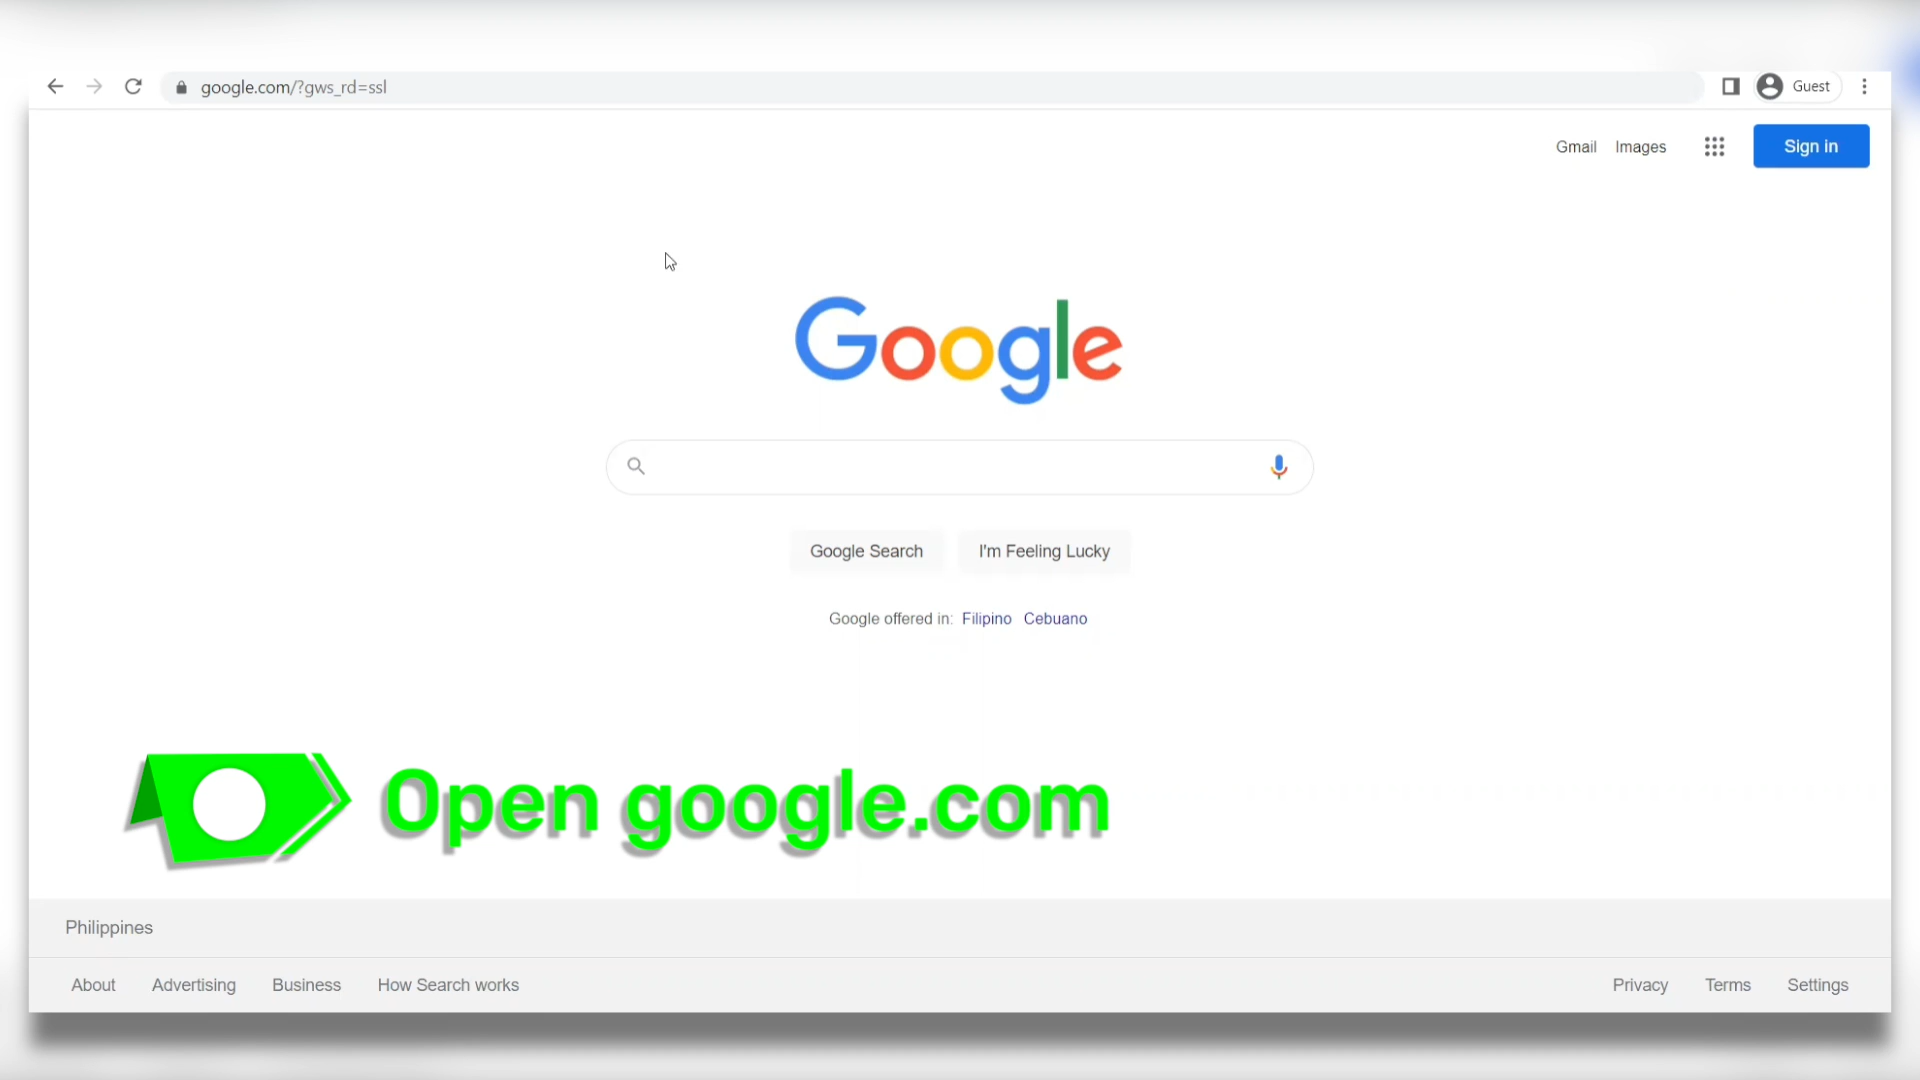 google.com/?gws_rd=ssl
Guest
Gmail Images
Sign in
Google
Google Search I'm Feeling Lucky
Google offered in: Filipino Cebuano
Open google.com
Philippines
About Advertising Business How Search works Privacy Terms Settings